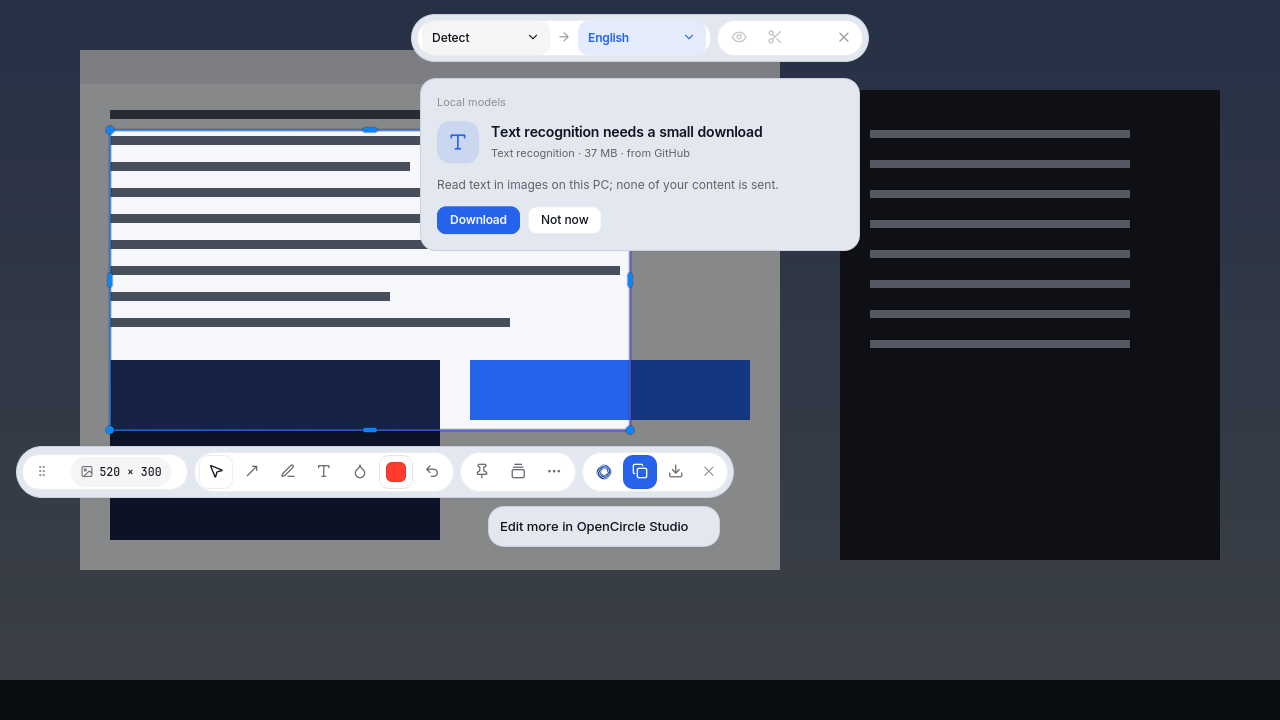 Detect
English
Local models
Text recognition needs a small download
Text recognition · 37 MB · from GitHub
Read text in images on this PC; none of your content is sent.
Download
Not now
520 × 300
Edit more in OpenCircle Studio